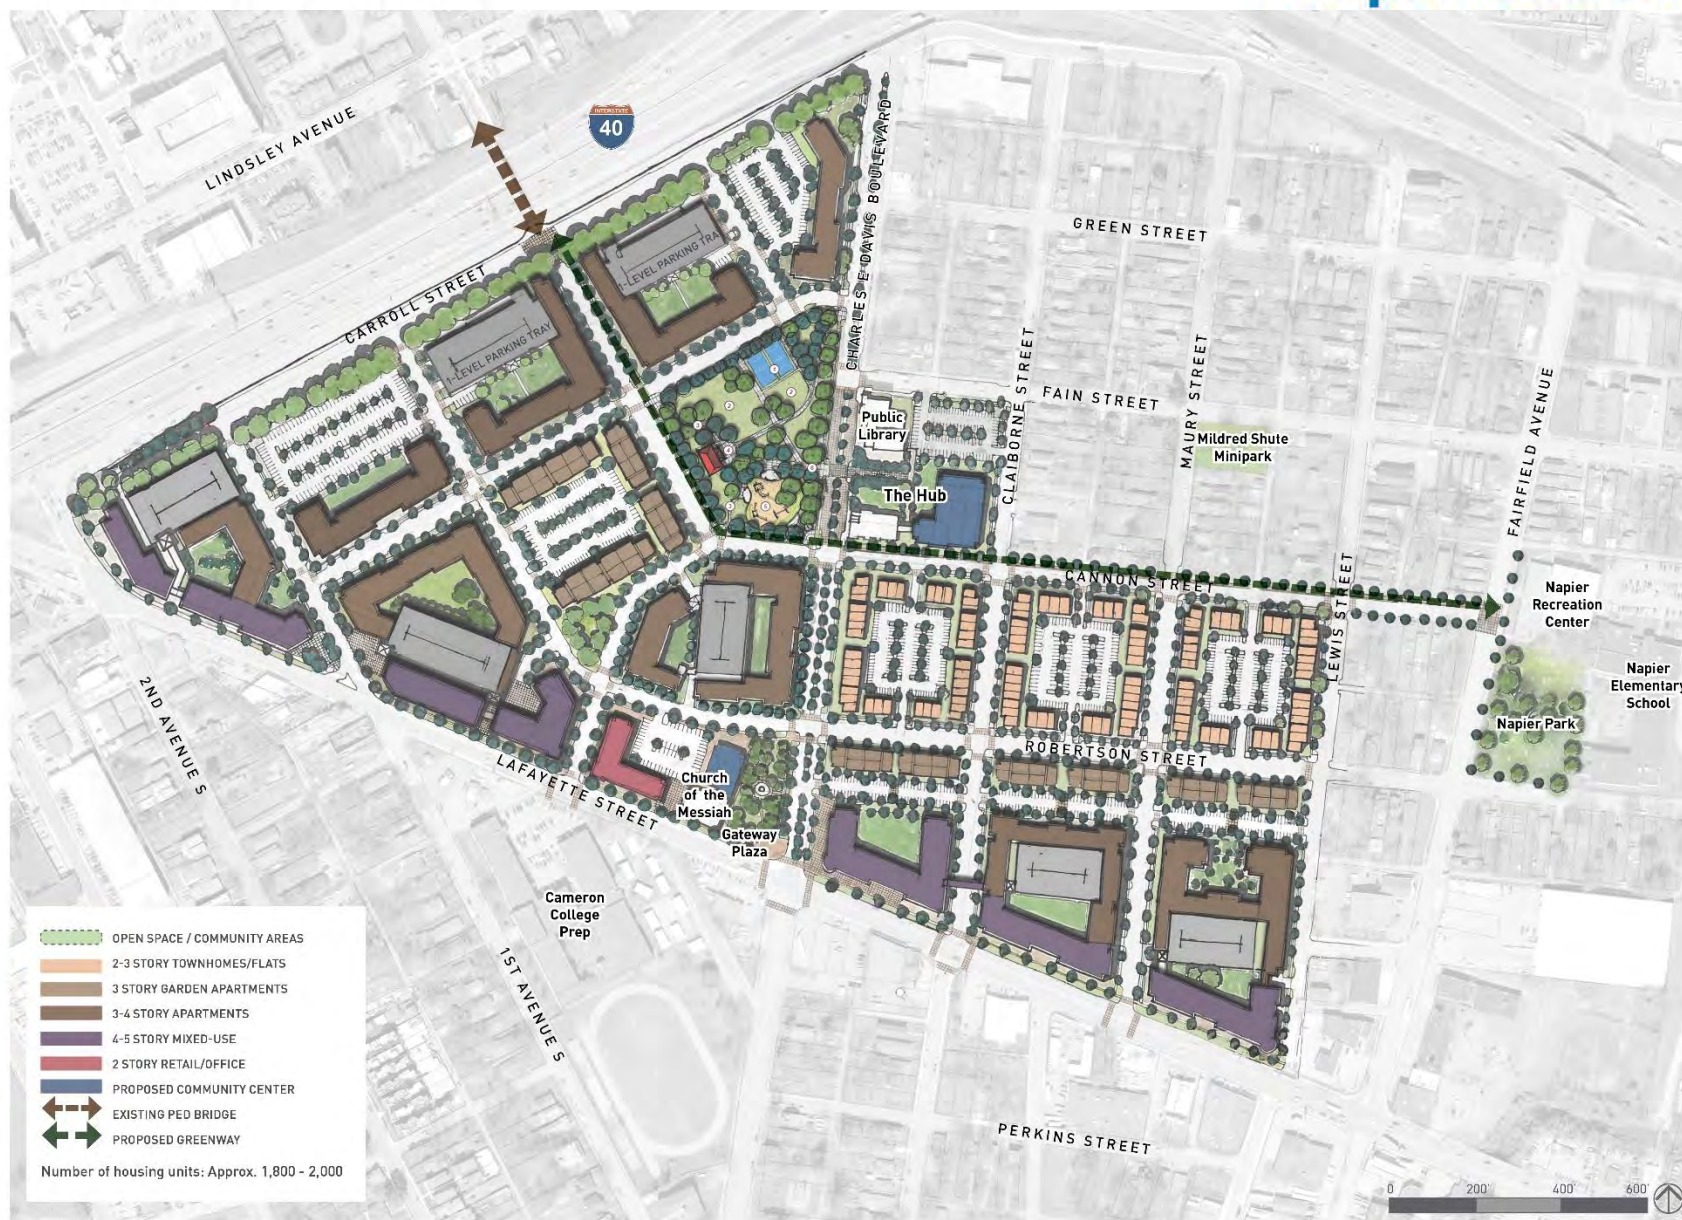 INTERSTATE
40
LINDSLEY AVENUE
CARROLL STREET
CHARLES E DAVIS BOULEVARD
GREEN STREET
1-LEVEL PARKING TRAY
1-LEVEL PARKING TRAY
CLAIBORNE STREET
FAIN STREET
MAURY STREET
FAIRFIELD AVENUE
Public
Library
Mildred Shute
Minipark
The Hub
CANNON STREET
LEWIS STREET
Napier
Recreation
Center
Napier
Elementary
School
Napier Park
2ND AVENUE S
LAFAYETTE STREET
ROBERTSON STREET
Church
of the
Messiah
Gateway
Plaza
Cameron
College
Prep
1ST AVENUE S
PERKINS STREET
OPEN SPACE / COMMUNITY AREAS
2-3 STORY TOWNHOMES/FLATS
3 STORY GARDEN APARTMENTS
3-4 STORY APARTMENTS
4-5 STORY MIXED-USE
2 STORY RETAIL/OFFICE
PROPOSED COMMUNITY CENTER
EXISTING PED BRIDGE
PROPOSED GREENWAY
Number of housing units: Approx. 1,800 - 2,000
0 200' 400' 600'